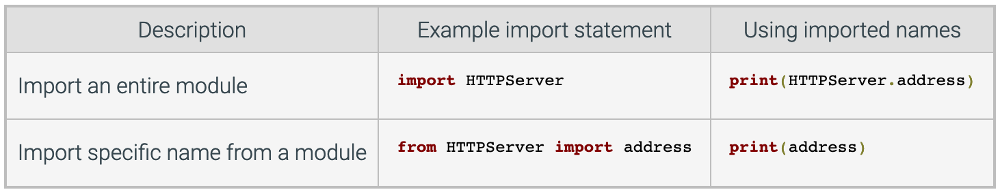 Description Example import statement Using imported names
Import an entire module import HTTPServer print(HTTPServer.address)
Import specific name from a module from HTTPServer import address print(address)